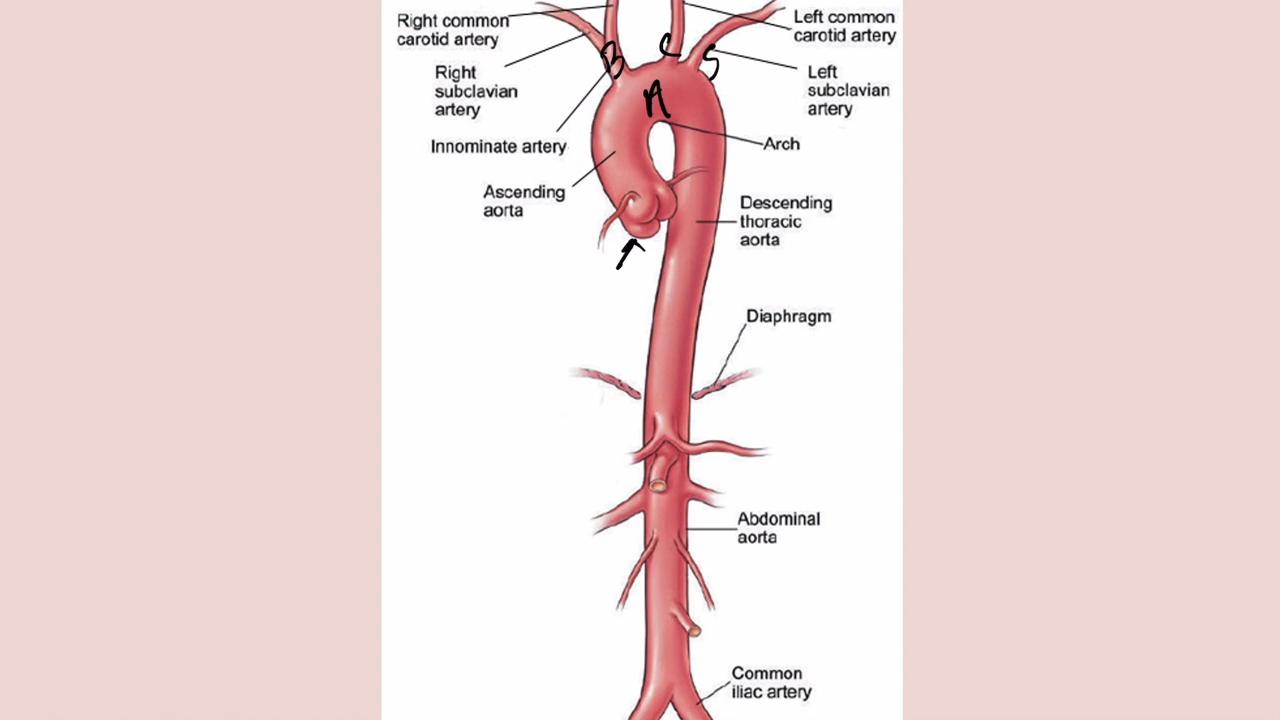 Right common
carotid artery
Left common
carotid artery
B
C
S
Right
subclavian
artery
Left
subclavian
artery
A
Innominate artery
Arch
Ascending
aorta
Descending
thoracic
aorta
Diaphragm
Abdominal
aorta
Common
iliac artery